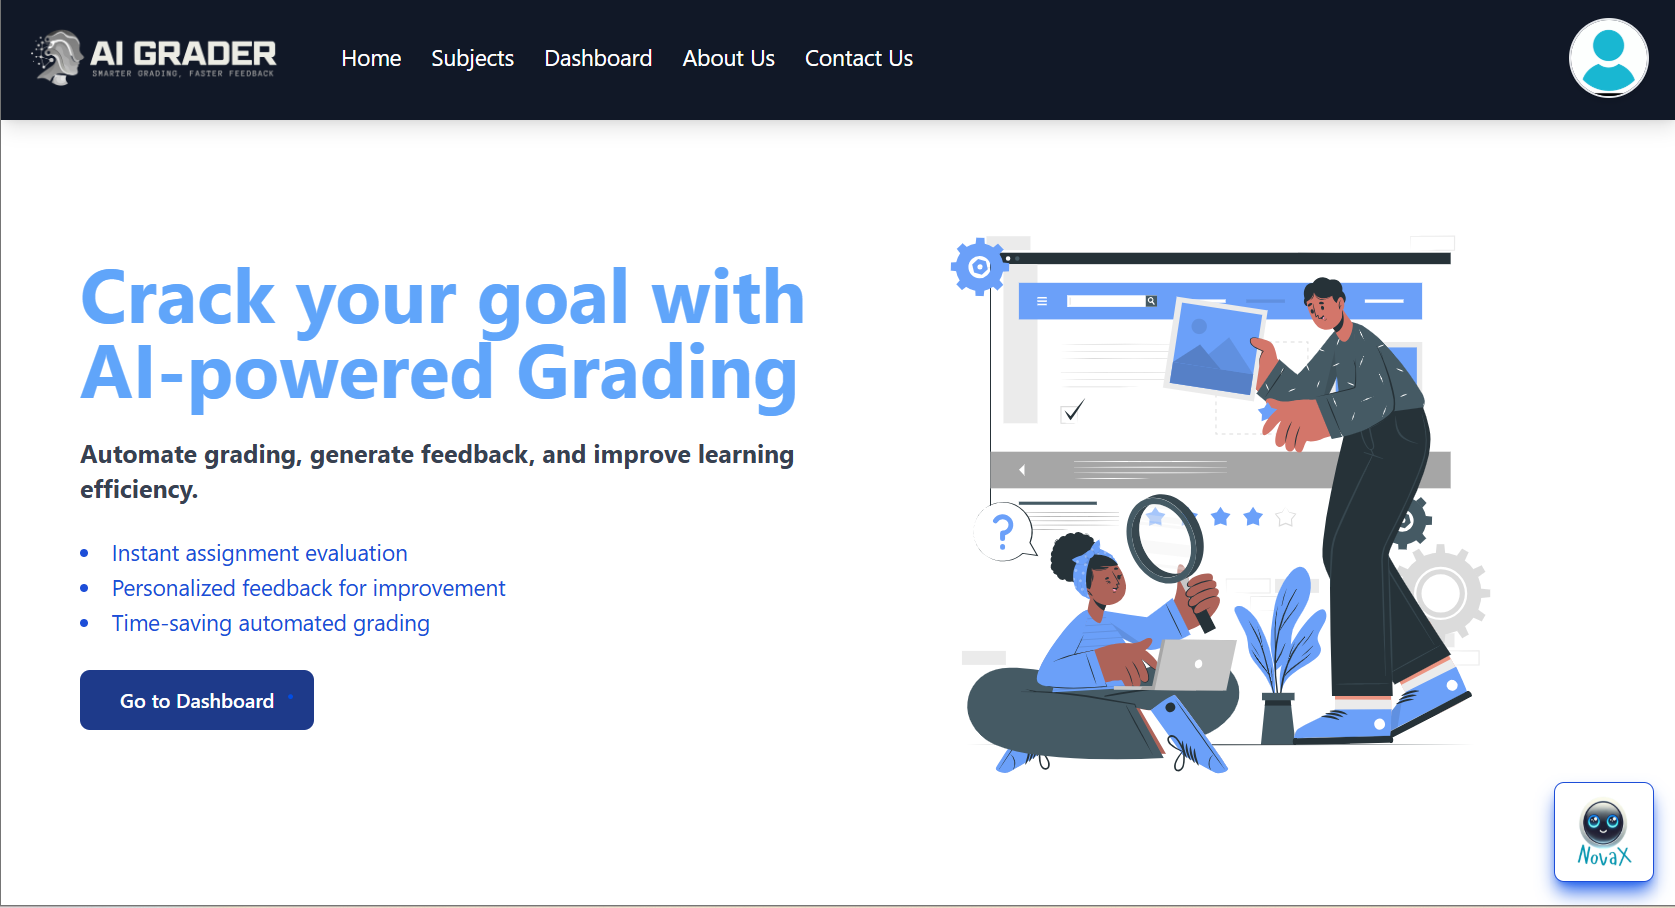 AI GRADER
SMARTER GRADING, FASTER FEEDBACK
Home Subjects Dashboard About Us Contact Us
Crack your goal with
AI-powered Grading
Automate grading, generate feedback, and improve learning
efficiency.
Instant assignment evaluation
Personalized feedback for improvement
Time-saving automated grading
Go to Dashboard
?
NovaX